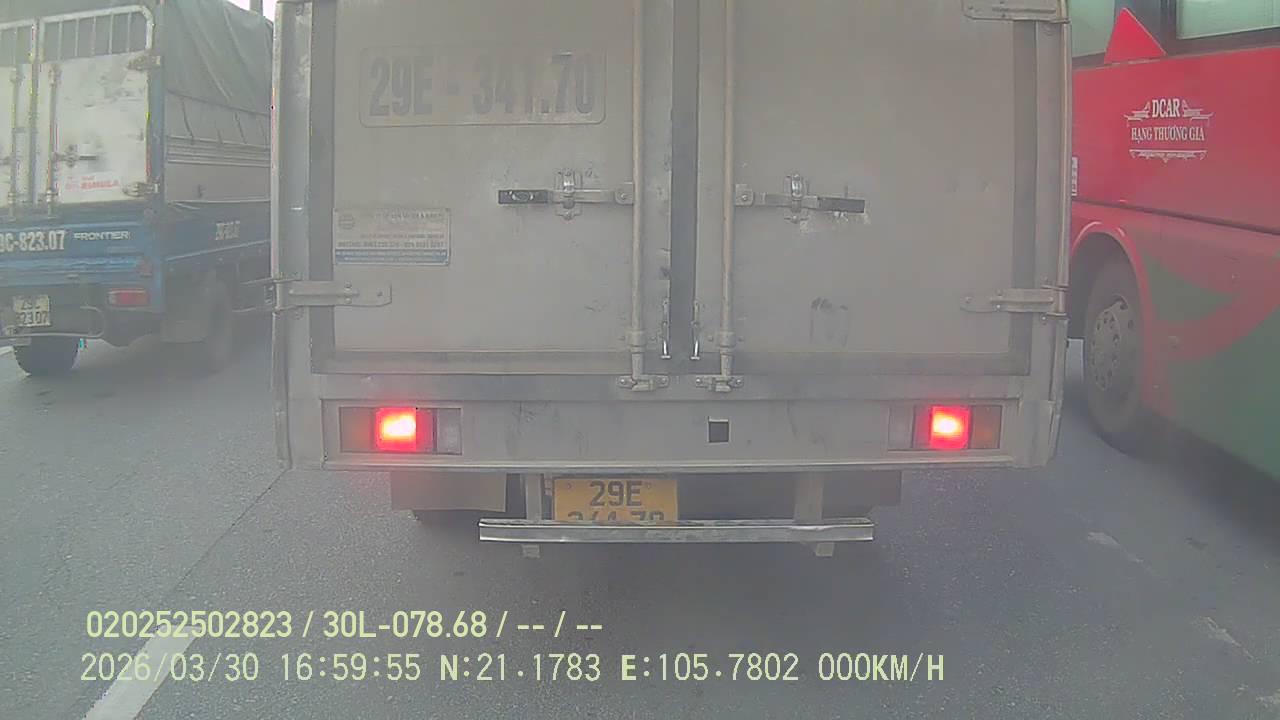 29E - 341.70
DCAR
HẠNG THƯƠNG GIA
9C-823.07 FRONTIER
29E
020252502823 / 30L-078.68 / -- / --
2026/03/30 16:59:55 N:21.1783 E:105.7802 000KM/H